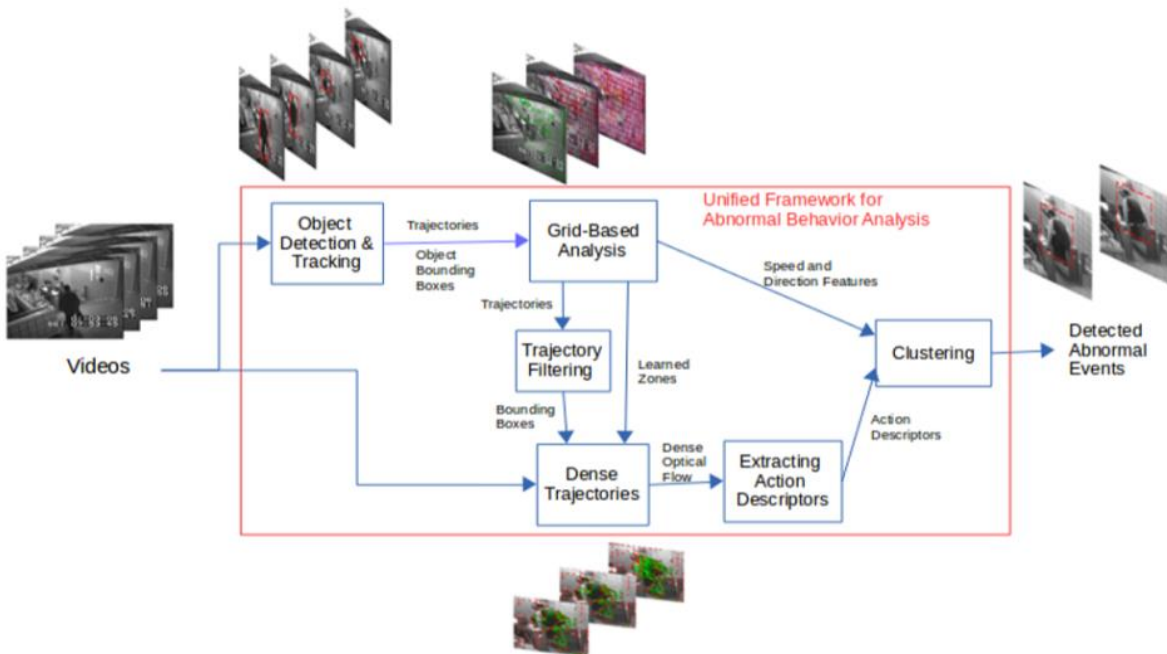 Unified Framework for
Abnormal Behavior Analysis
Object
Detection &
Tracking
Trajectories
Object
Bounding
Boxes
Grid-Based
Analysis
Speed and
Direction Features
Trajectories
Trajectory
Filtering
Learned
Zones
Clustering
Detected
Abnormal
Events
Videos
Bounding
Boxes
Action
Descriptors
Dense
Trajectories
Dense
Optical
Flow
Extracting
Action
Descriptors